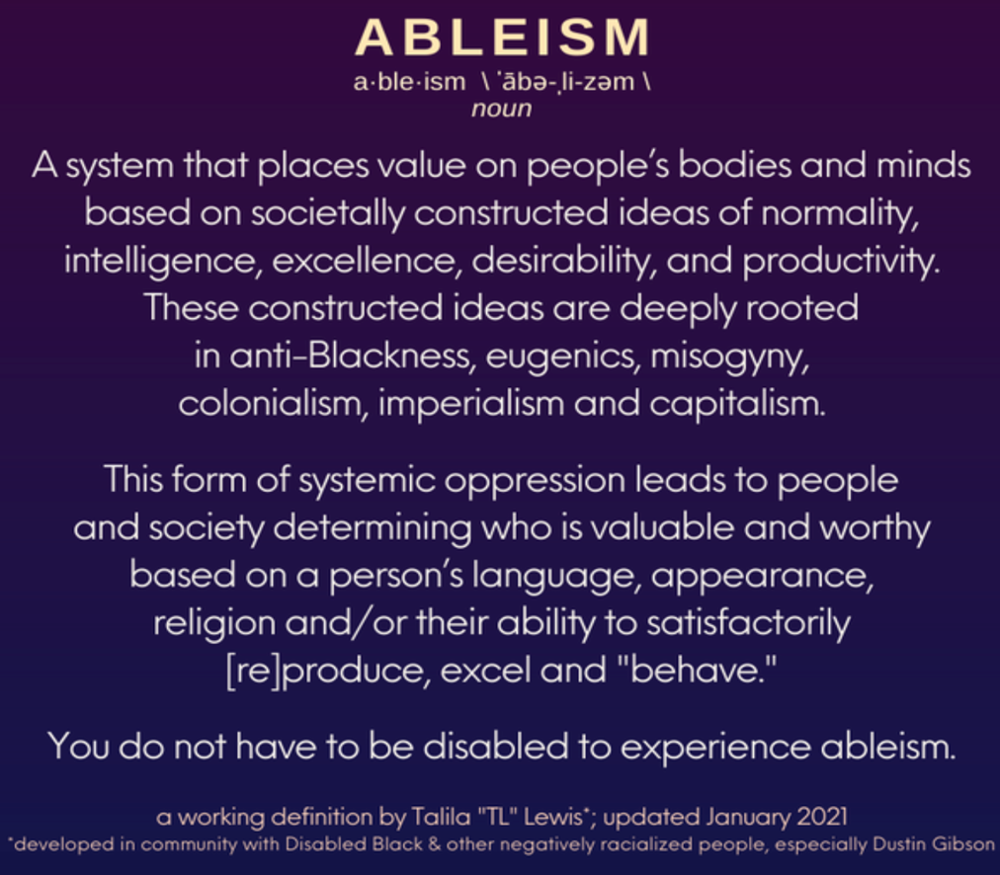 ABLEISM
a·ble·ism \ ˈābə-ˌli-zəm \
noun
A system that places value on people’s bodies and minds
based on societally constructed ideas of normality,
intelligence, excellence, desirability, and productivity.
These constructed ideas are deeply rooted
in anti-Blackness, eugenics, misogyny,
colonialism, imperialism and capitalism.
This form of systemic oppression leads to people
and society determining who is valuable and worthy
based on a person’s language, appearance,
religion and/or their ability to satisfactorily
[re]produce, excel and "behave."
You do not have to be disabled to experience ableism.
a working definition by Talila "TL" Lewis*; updated January 2021
*developed in community with Disabled Black & other negatively racialized people, especially Dustin Gibson